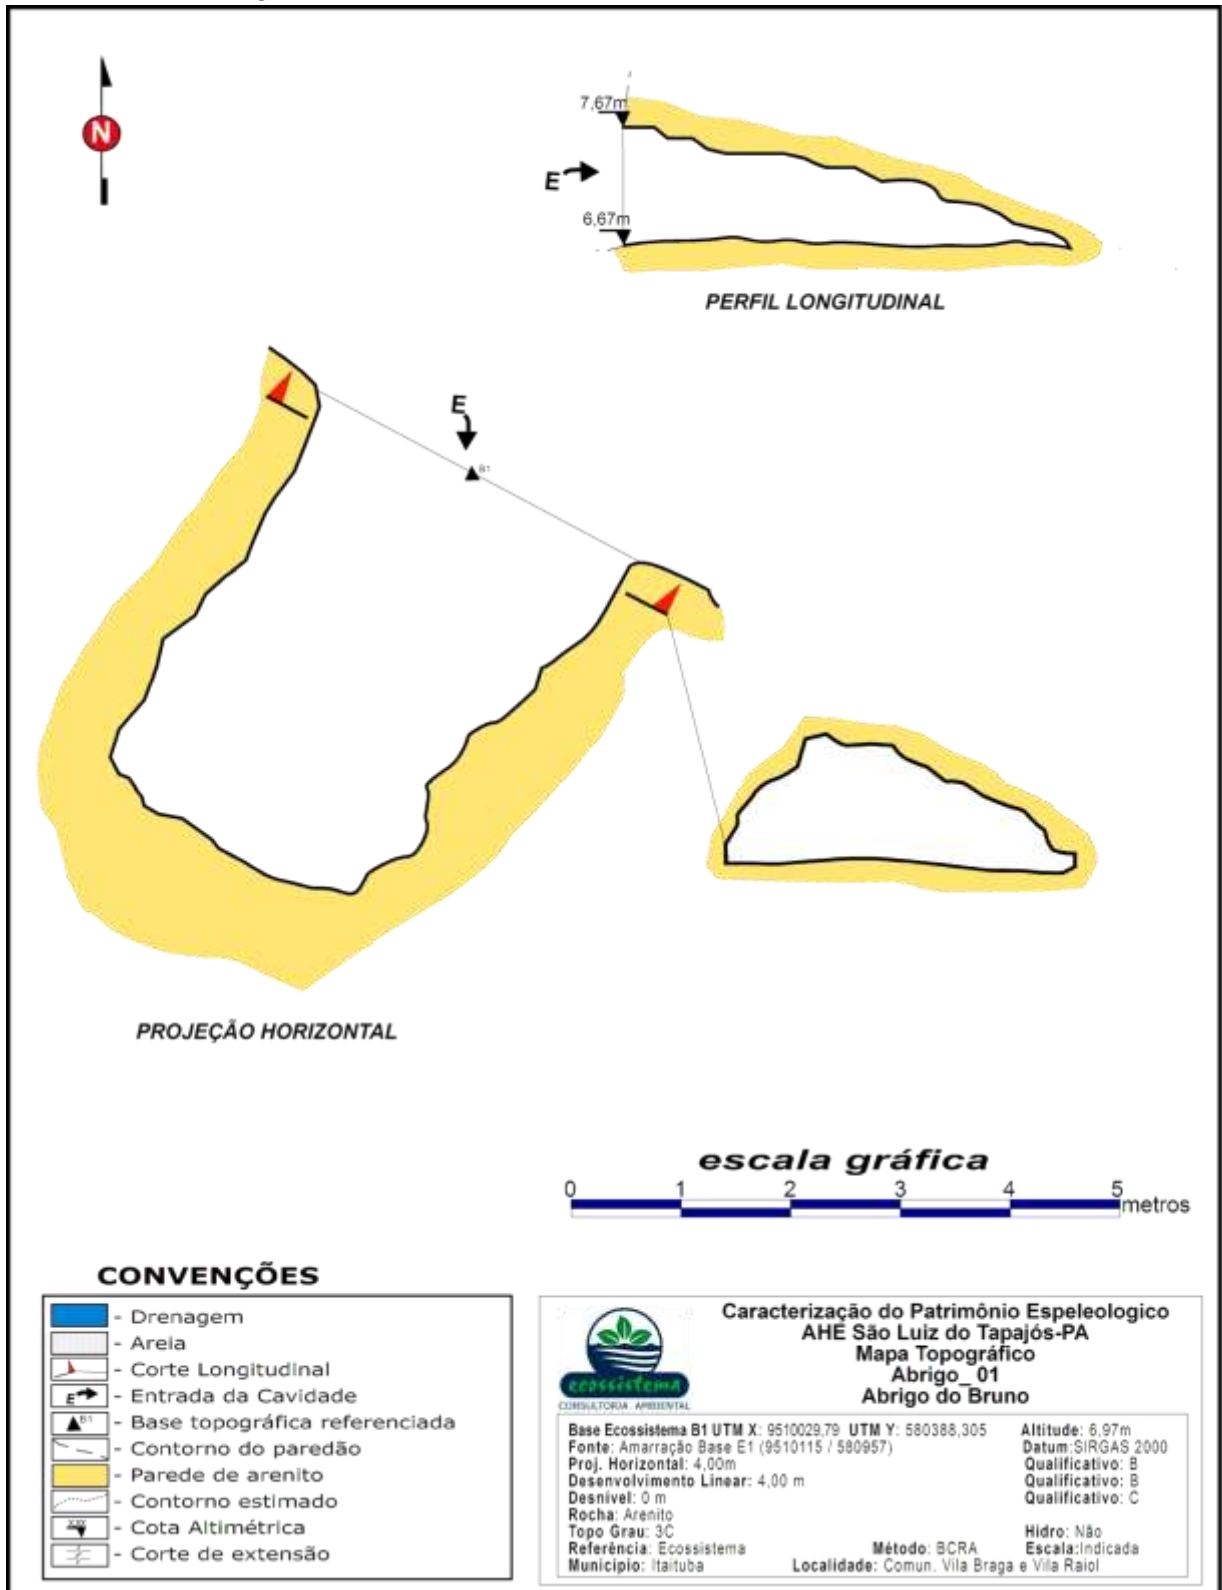 N
7,67m
E
6,67m
PERFIL LONGITUDINAL
E
B1
PROJEÇÃO HORIZONTAL
escala gráfica
0 1 2 3 4 5
metros
CONVENÇÕES
- Drenagem
- Areia
- Corte Longitudinal
E - Entrada da Cavidade
B1 - Base topográfica referenciada
- Contorno do paredão
- Parede de arenito
- Contorno estimado
- Cota Altimétrica
- Corte de extensão
ecossistema
CONSULTORIA AMBIENTAL
Caracterização do Patrimônio Espeleologico
AHE São Luiz do Tapajós-PA
Mapa Topográfico
Abrigo_ 01
Abrigo do Bruno
Base Ecossistema B1 UTM X: 9510029,79 UTM Y: 580388,305 Altitude: 6,97m
Fonte: Amarração Base E1 (9510115 / 580957) Datum:SIRGAS 2000
Proj. Horizontal: 4,00m Qualificativo: B
Desenvolvimento Linear: 4,00 m Qualificativo: B
Desnível: 0 m Qualificativo: C
Rocha: Arenito
Topo Grau: 3C Hidro: Não
Referência: Ecossistema Método: BCRA Escala:Indicada
Municipio: Itaituba Localidade: Comun. Vila Braga e Vila Raiol